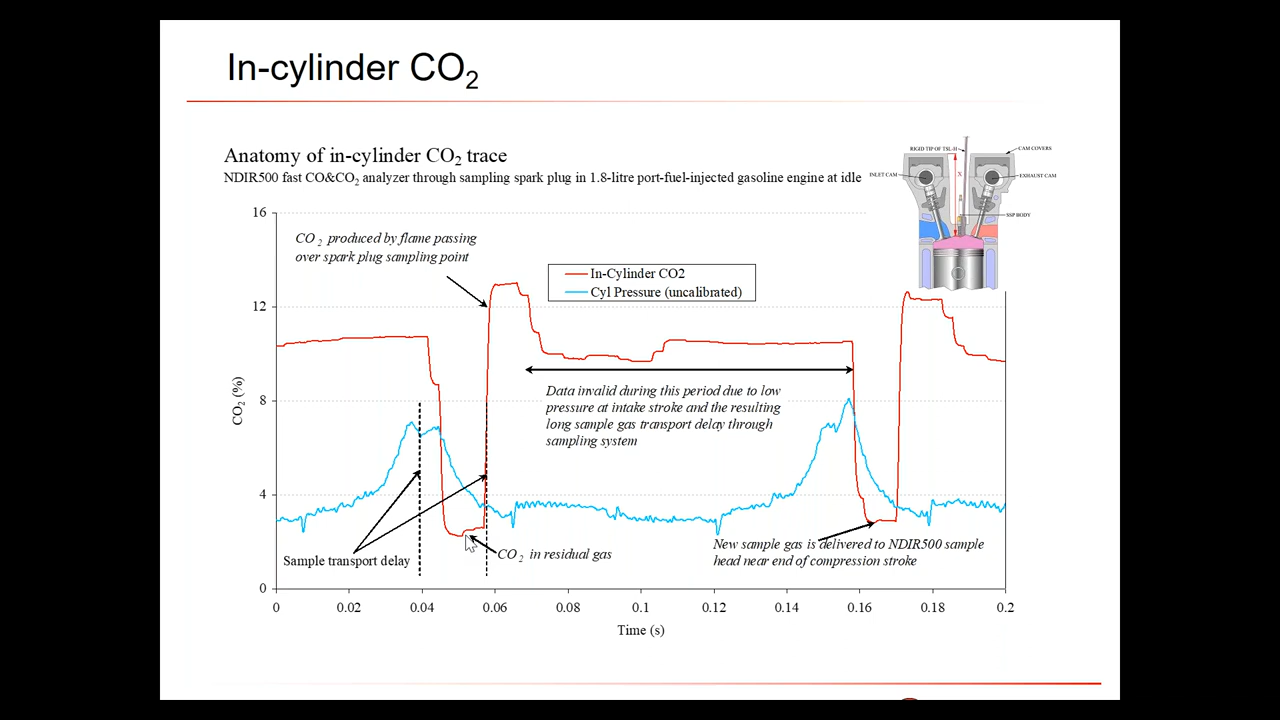 In-cylinder CO2
Anatomy of in-cylinder CO2 trace
NDIR500 fast CO&CO2 analyzer through sampling spark plug in 1.8-litre port-fuel-injected gasoline engine at idle
RIGID TIP OF TSL-H
CAM COVERS
INLET CAM
X
EXHAUST CAM
SSP BODY
16
12
8
4
0
CO2 (%)
CO2 produced by flame passing
over spark plug sampling point
In-Cylinder CO2
Cyl Pressure (uncalibrated)
Data invalid during this period due to low
pressure at intake stroke and the resulting
long sample gas transport delay through
sampling system
Sample transport delay
CO2 in residual gas
New sample gas is delivered to NDIR500 sample
head near end of compression stroke
0 0.02 0.04 0.06 0.08 0.1 0.12 0.14 0.16 0.18 0.2
Time (s)